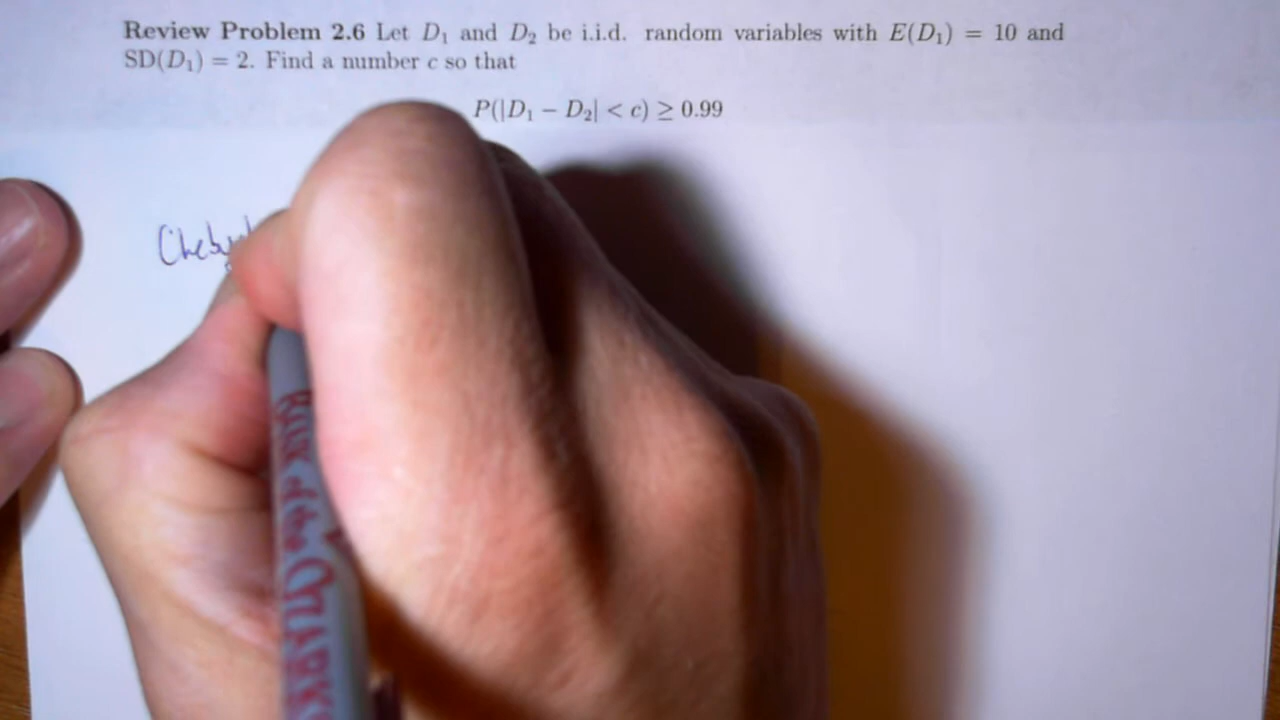 Review Problem 2.6 Let D₁ and D₂ be i.i.d. random variables with E(D₁) = 10 and
SD(D₁) = 2. Find a number c so that
P(|D₁ − D₂| < c) ≥ 0.99